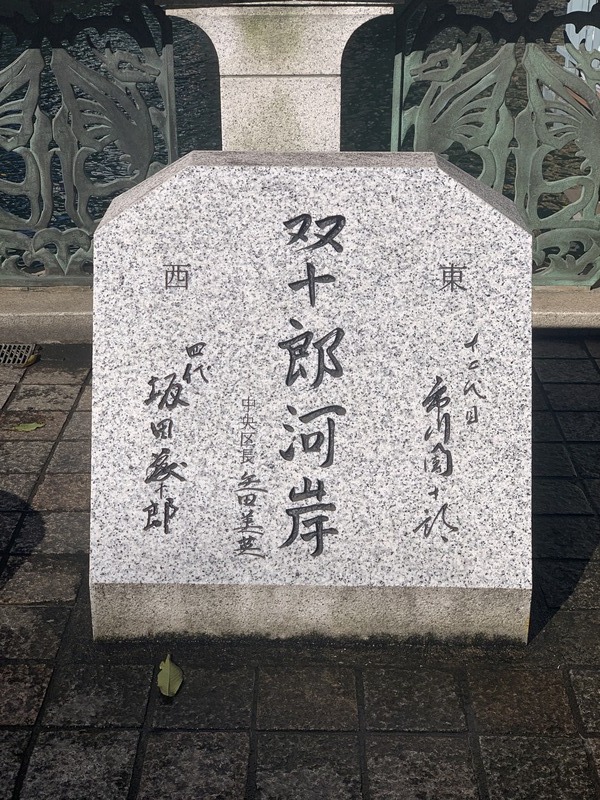 東
十二代目
市川團十郎
双十郎河岸
中央区長 矢田美英
西
四代
坂田藤十郎